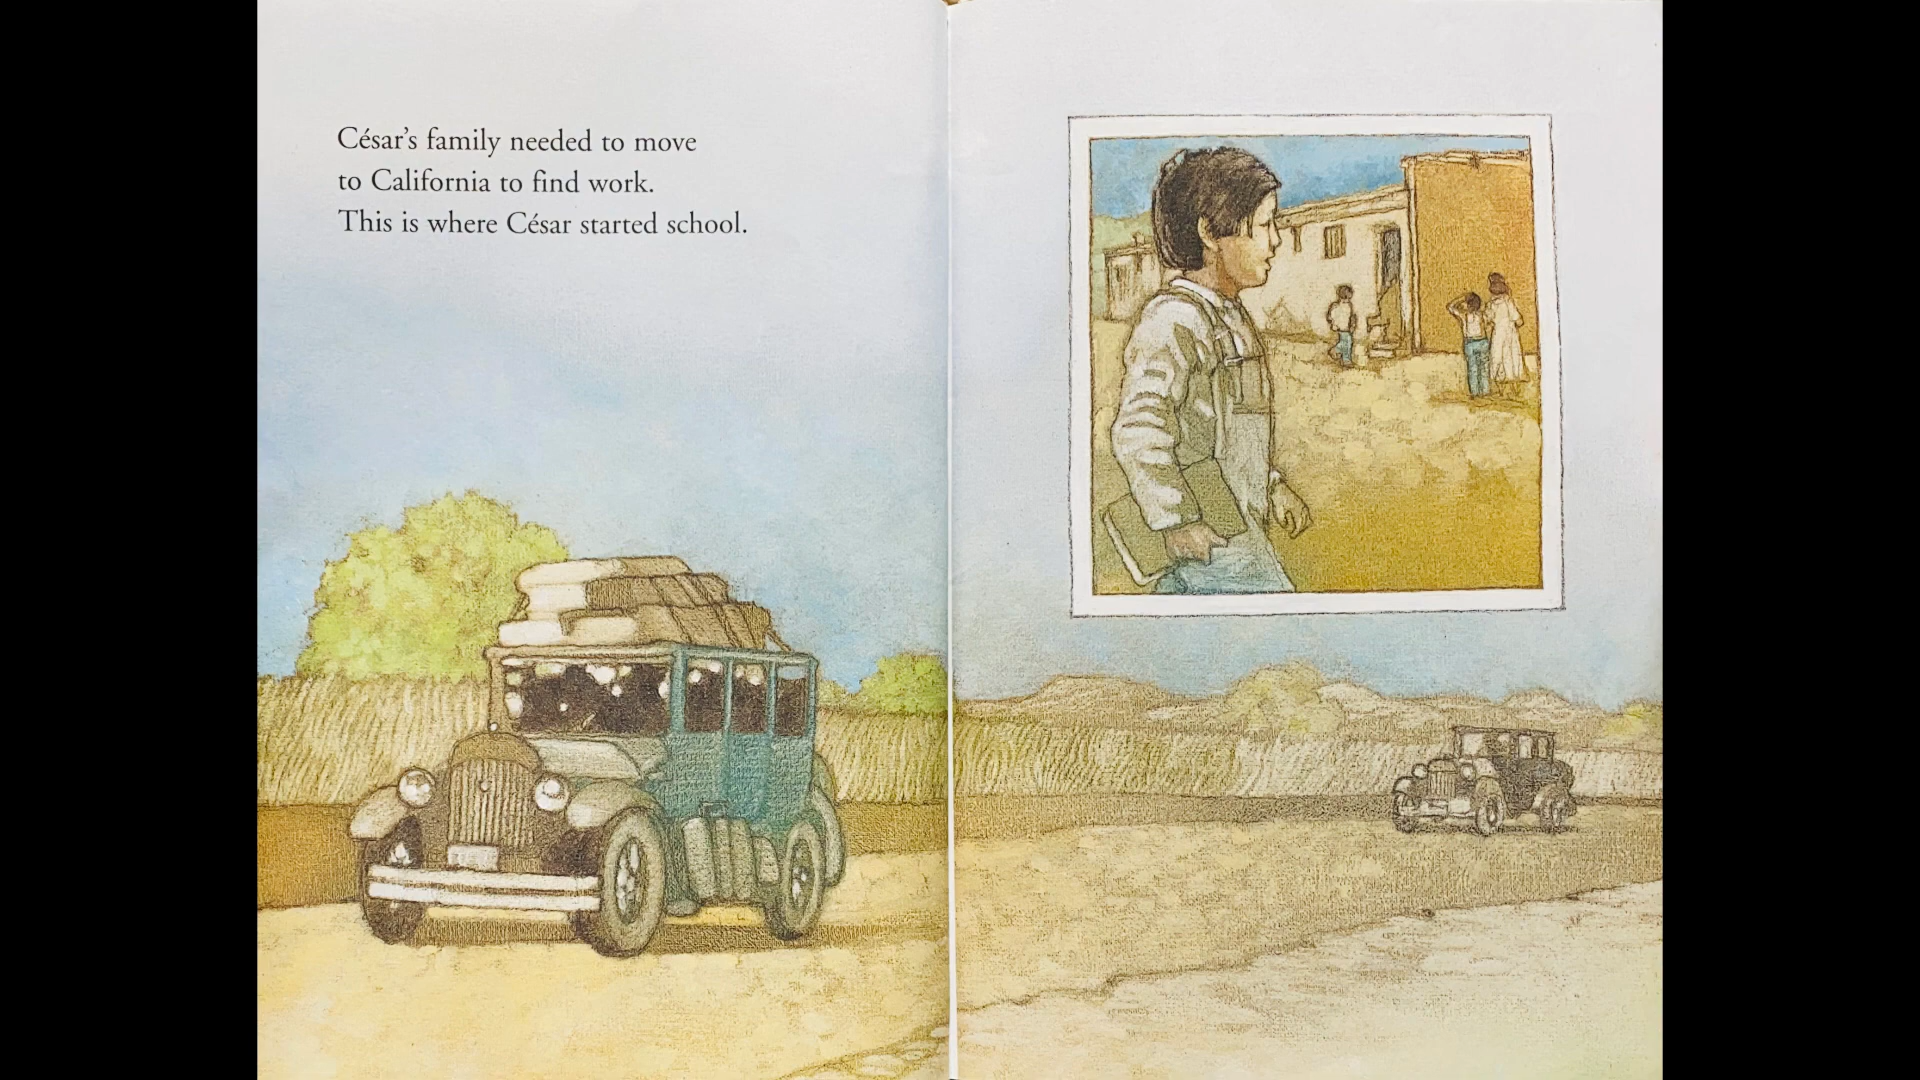 César’s family needed to move
to California to find work.
This is where César started school.